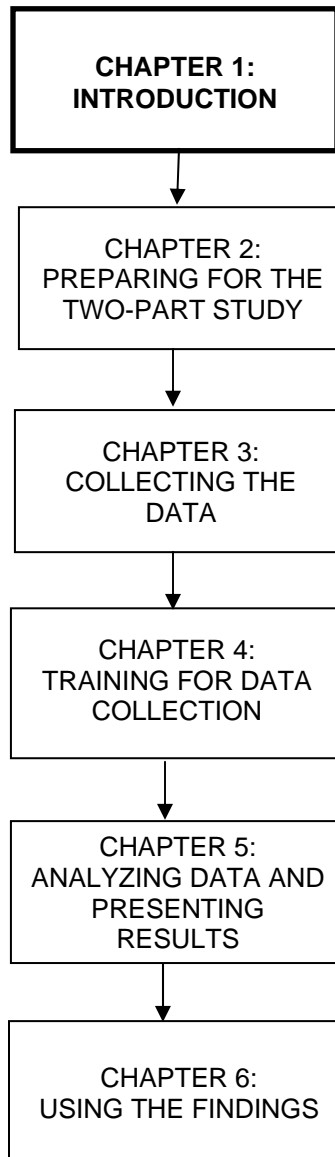 CHAPTER 1:
INTRODUCTION
CHAPTER 2:
PREPARING FOR THE
TWO-PART STUDY
CHAPTER 3:
COLLECTING THE
DATA
CHAPTER 4:
TRAINING FOR DATA
COLLECTION
CHAPTER 5:
ANALYZING DATA AND
PRESENTING
RESULTS
CHAPTER 6:
USING THE FINDINGS